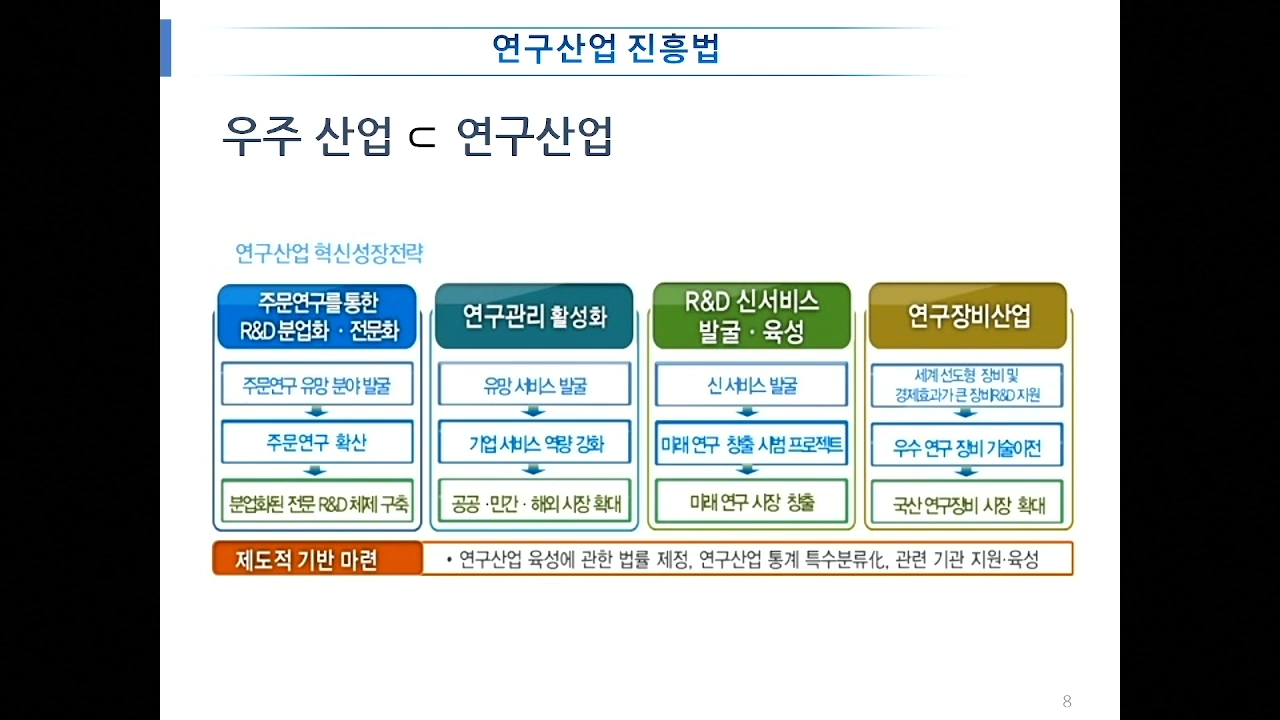 연구산업 진흥법
우주 산업 ⊂ 연구산업
연구산업 혁신성장전략
주문연구를 통한
R&D 분업화 · 전문화
주문연구 유망 분야 발굴
주문연구 확산
분업화된 전문 R&D 체제 구축
연구관리 활성화
유망 서비스 발굴
기업 서비스 역량 강화
공공 · 민간 · 해외 시장 확대
R&D 신서비스
발굴 · 육성
신 서비스 발굴
미래 연구 창출 시범 프로젝트
미래 연구 시장 창출
연구장비산업
세계 선도형 장비 및
경제효과가 큰 장비R&D 지원
우수 연구 장비 기술이전
국산 연구장비 시장 확대
제도적 기반 마련
• 연구산업 육성에 관한 법률 제정, 연구산업 통계 특수분류化, 관련 기관 지원·육성
8